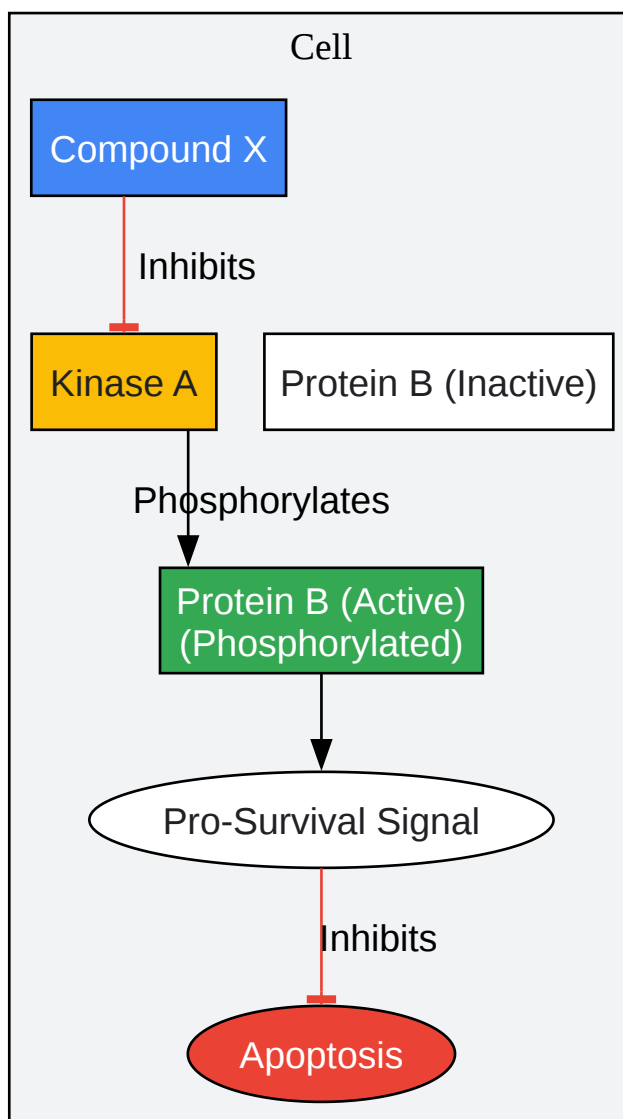 Cell
Compound X
Inhibits
Kinase A
Protein B (Inactive)
Phosphorylates
Protein B (Active)
(Phosphorylated)
Pro-Survival Signal
Inhibits
Apoptosis